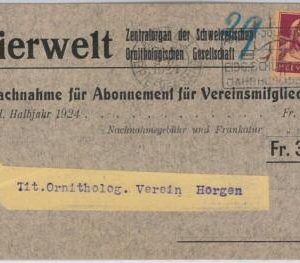 ierwelt Zentralorgan der Schweizerischen
Ornithologischen Gesellschaft
achnahme für Abonnement für Vereinsmitglied
. Halbjahr 1924 Fr.
Nachnahmegebühr und Frankatur
Fr. 3
Tit.Ornitholog. Verein Horgen